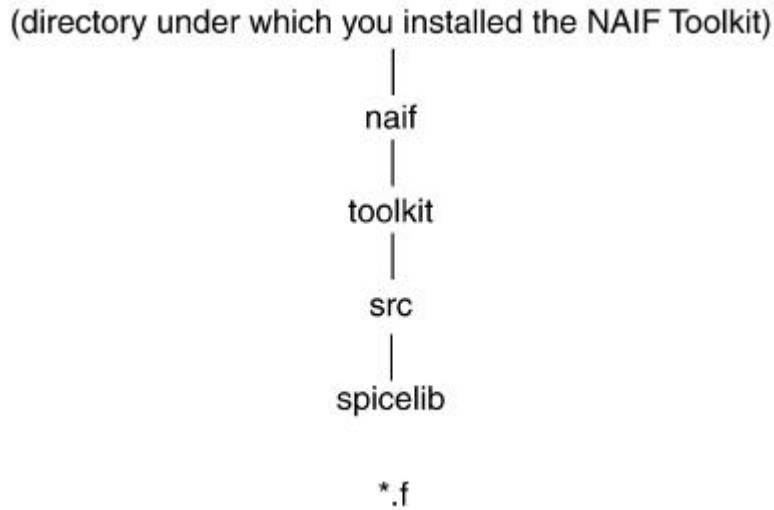 (directory under which you installed the NAIF Toolkit)
naif
toolkit
src
spicelib
*.f